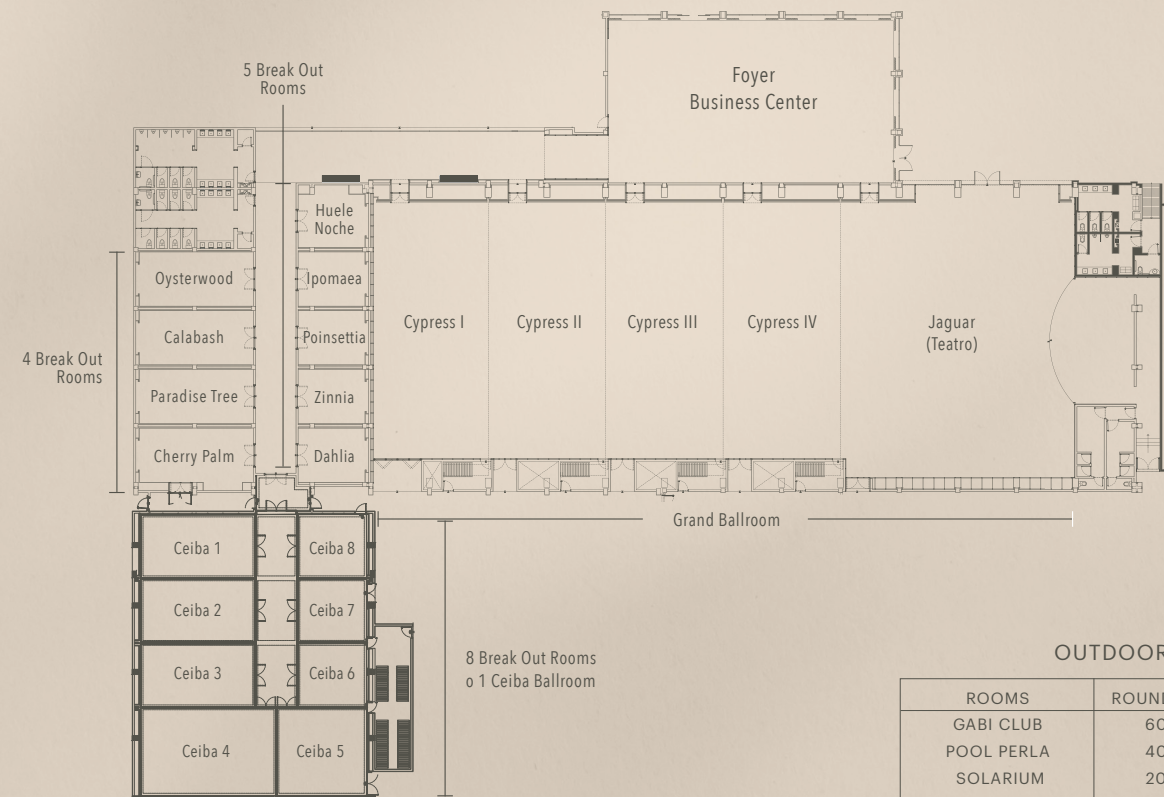 Foyer
Business Center
5 Break Out
Rooms
Huele
Noche
Oysterwood
Ipomaea
Calabash
Poinsettia
Cypress I
Cypress II
Cypress III
Cypress IV
Jaguar
(Teatro)
4 Break Out
Rooms
Paradise Tree
Zinnia
Cherry Palm
Dahlia
Grand Ballroom
Ceiba 1
Ceiba 8
Ceiba 2
Ceiba 7
Ceiba 3
Ceiba 6
8 Break Out Rooms
o 1 Ceiba Ballroom
Ceiba 4
Ceiba 5
OUTDOOR
ROOMS
GABI CLUB
POOL PERLA
SOLARIUM